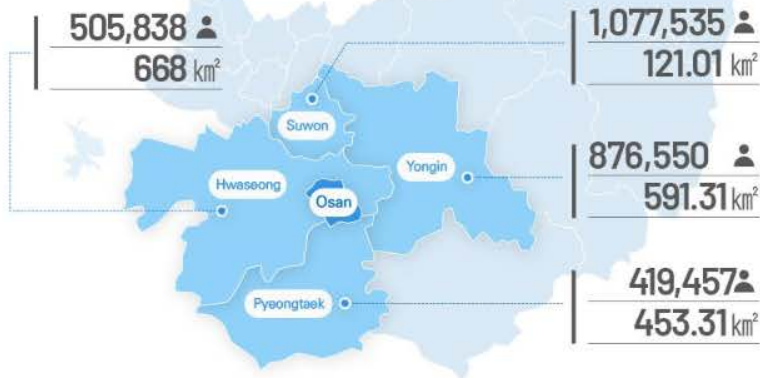 505,838
668 km²
1,077,535
121.01 km²
Suwon
Yongin
876,550
591.31 km²
Hwaseong
Osan
Pyeongtaek
419,457
453.31 km²